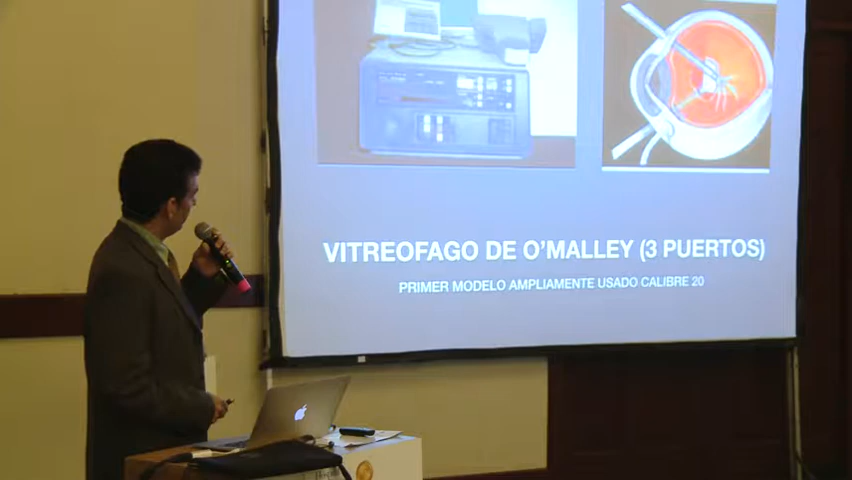 VITREOFAGO DE O'MALLEY (3 PUERTOS)
PRIMER MODELO AMPLIAMENTE USADO CALIBRE 20